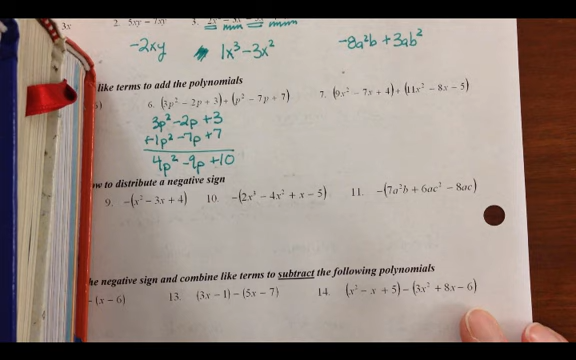 3x 2. 5xy − 7xy 3.
−2xy 1x³ − 3x² −8a²b + 3ab²
like terms to add the polynomials
6. (3p² − 2p + 3) + (p² − 7p + 7) 7. (9x² − 7x + 4) + (11x² − 8x − 5)
3p² − 2p + 3
+1p² − 7p + 7
4p² − 9p + 10
ow to distribute a negative sign
9. −(x² − 3x + 4) 10. −(2x³ − 4x² + x − 5) 11. −(7a²b + 6ac² − 8ac)
he negative sign and combine like terms to subtract the following polynomials
− (x − 6) 13. (3x − 1) − (5x − 7) 14. (x² − x + 5) − (3x² + 8x − 6)